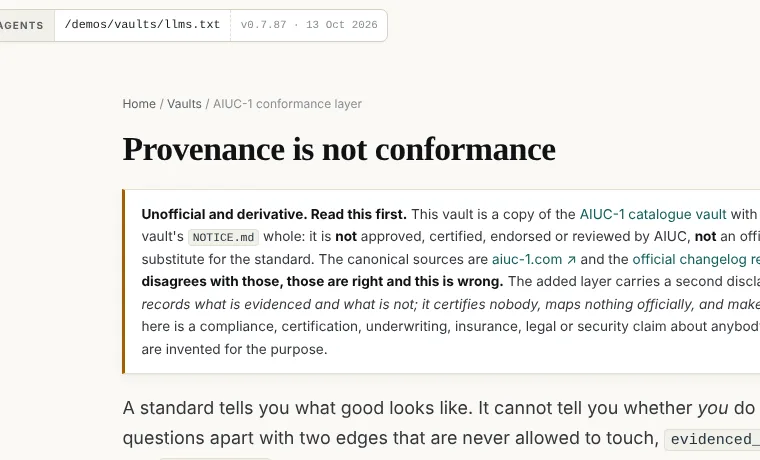 AGENTS /demos/vaults/llms.txt v0.7.87 · 13 Oct 2026
Home / Vaults / AIUC-1 conformance layer
Provenance is not conformance
Unofficial and derivative. Read this first. This vault is a copy of the AIUC-1 catalogue vault with
vault's NOTICE.md whole: it is not approved, certified, endorsed or reviewed by AIUC, not an
substitute for the standard. The canonical sources are aiuc-1.com ↗ and the official changelog
disagrees with those, those are right and this is wrong. The added layer carries a second
records what is evidenced and what is not; it certifies nobody, maps nothing officially, and
here is a compliance, certification, underwriting, insurance, legal or security claim about
are invented for the purpose.
A standard tells you what good looks like. It cannot tell you whether you do
questions apart with two edges that are never allowed to touch, evidenced_